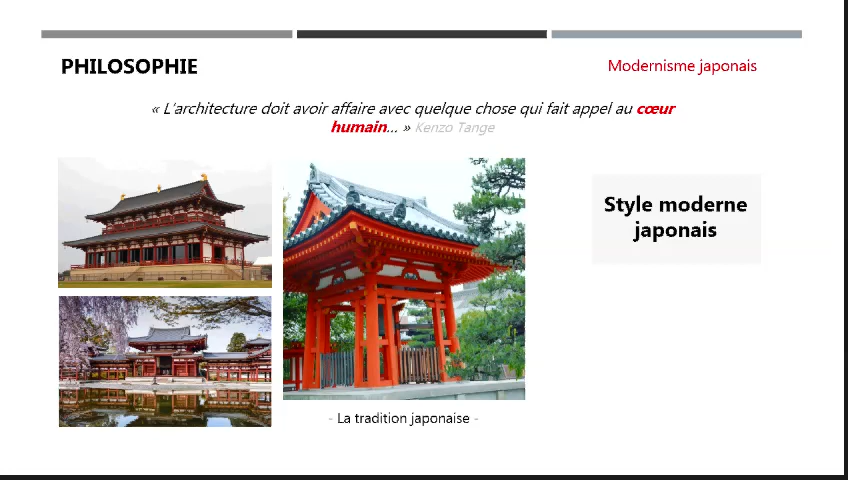 PHILOSOPHIE
Modernisme japonais
« L'architecture doit avoir affaire avec quelque chose qui fait appel au cœur
humain... » Kenzo Tange
Style moderne
japonais
- La tradition japonaise -